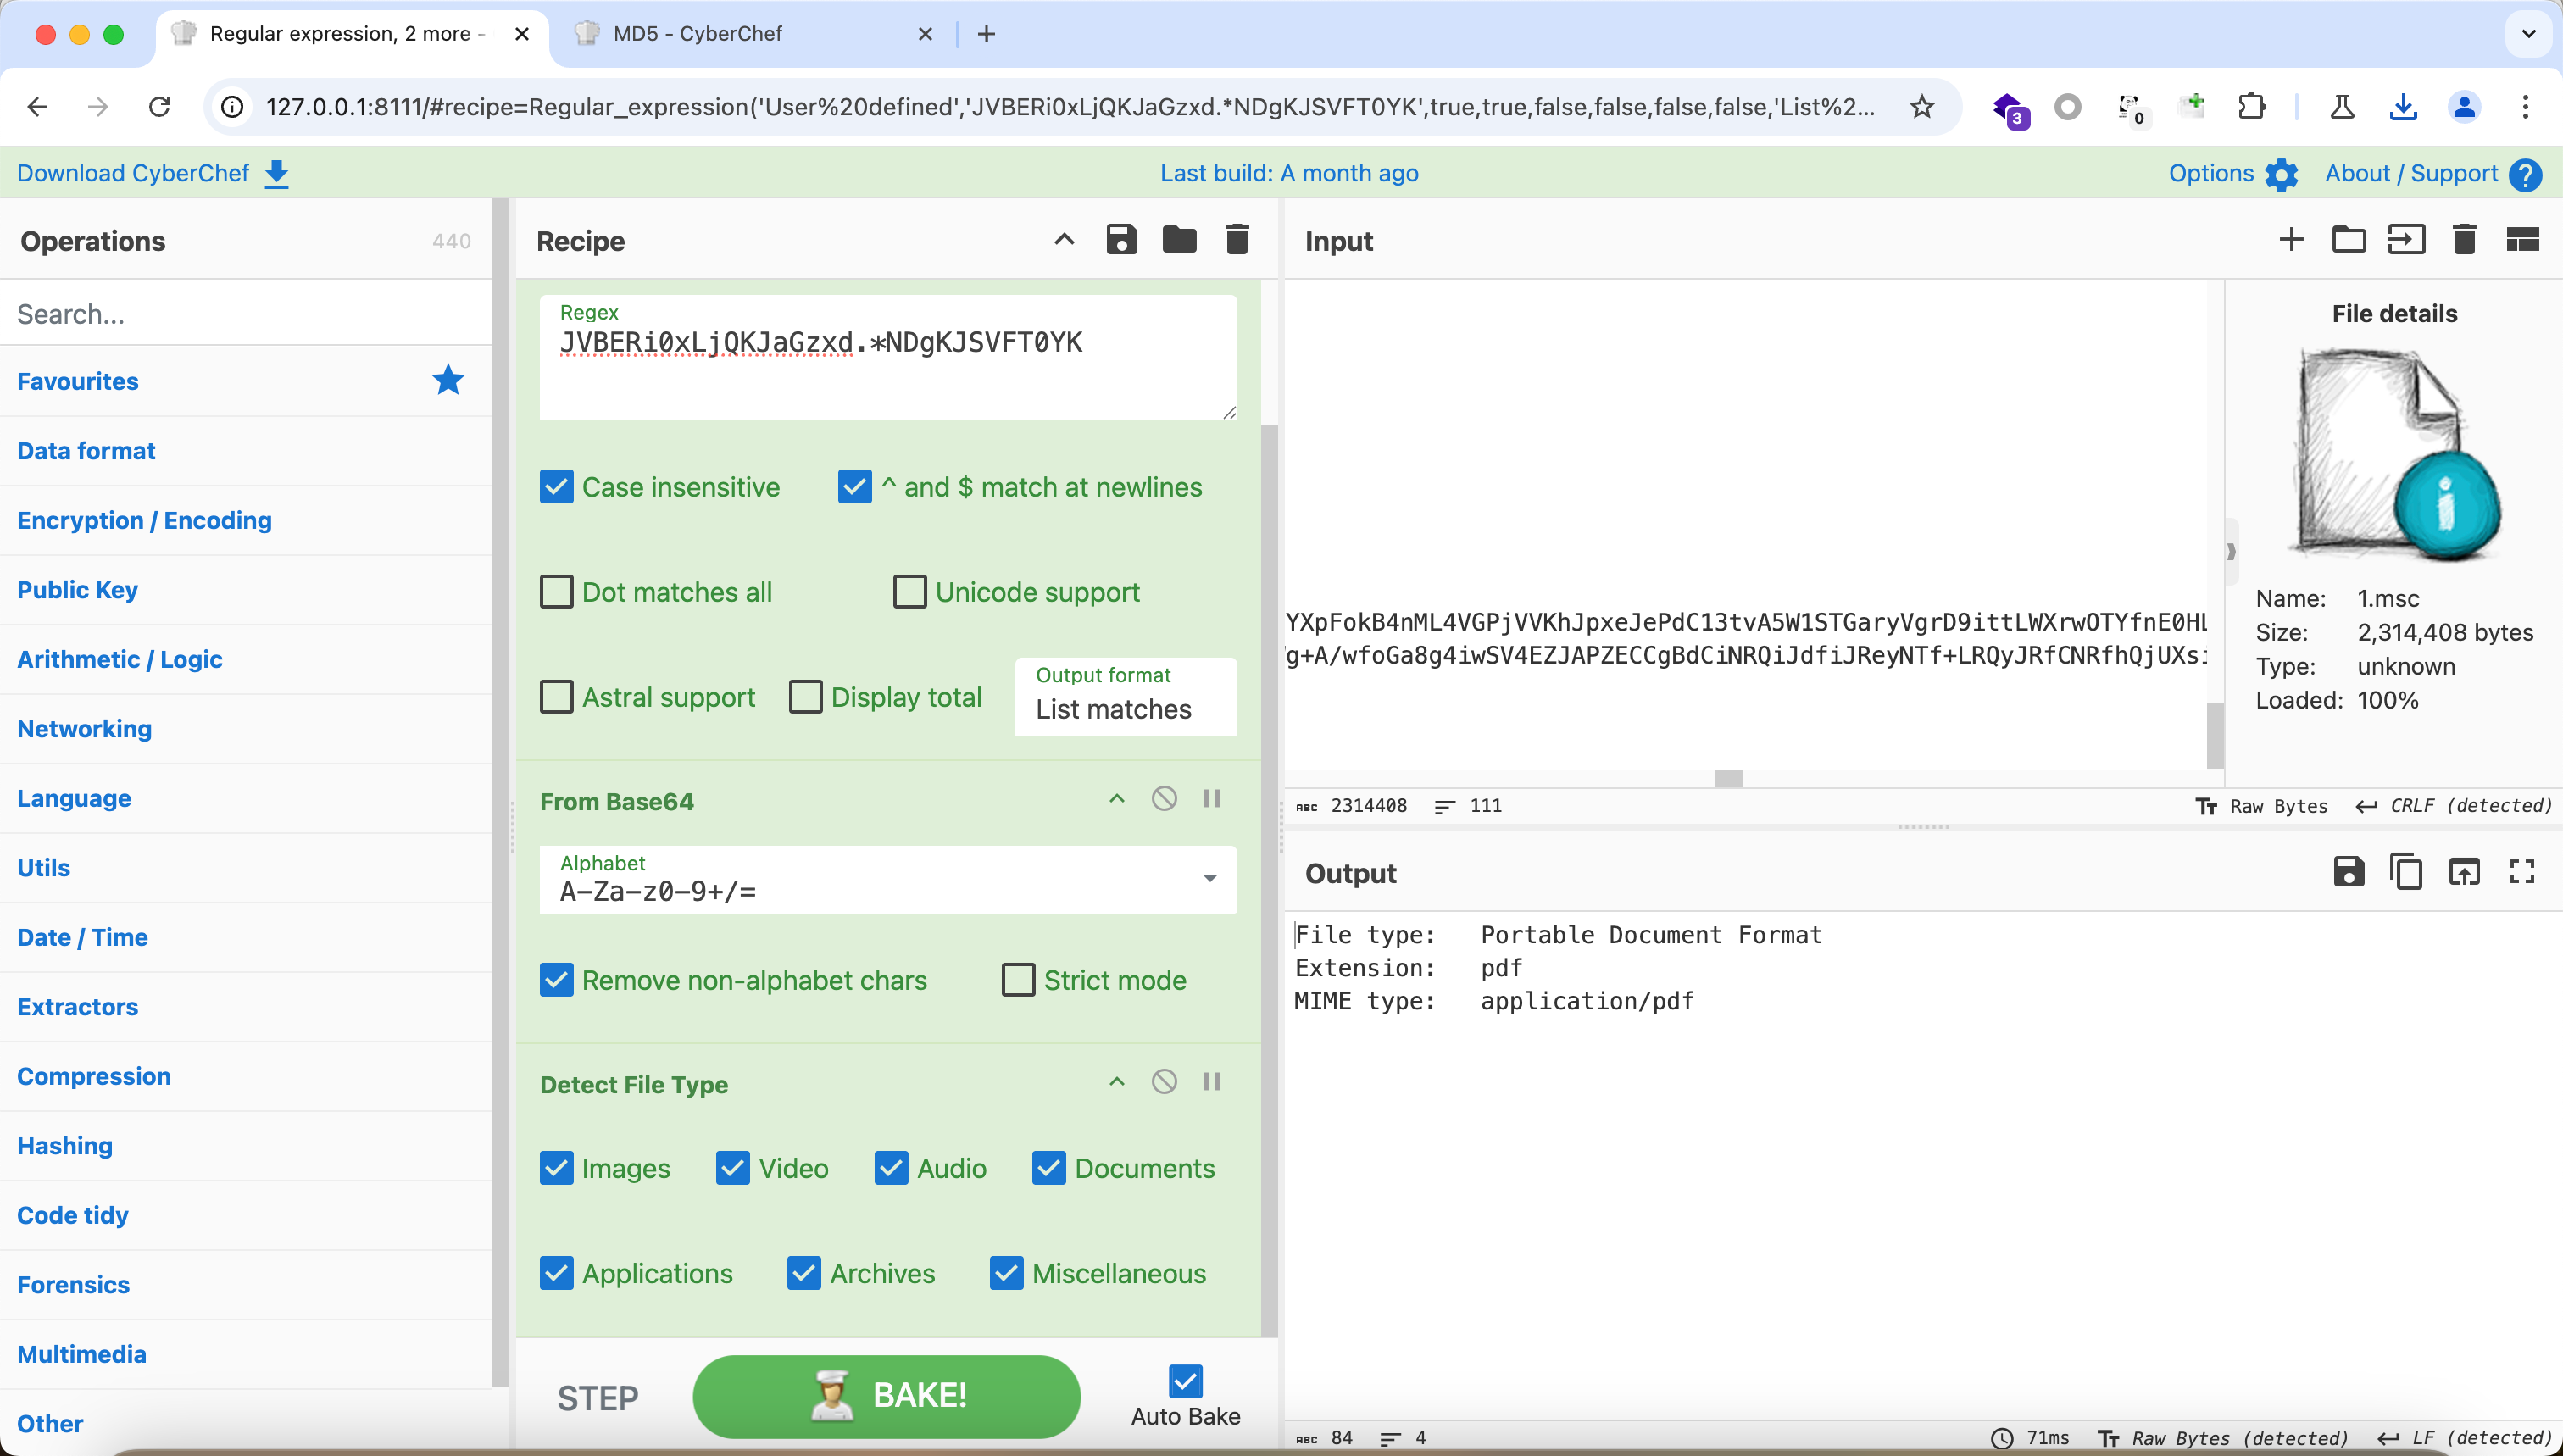 Regular expression, 2 more -
MD5 - CyberChef
127.0.0.1:8111/#recipe=Regular_expression('User%20defined','JVBERi0xLjQKJaGzxd.*NDgKJSVFT0YK',true,true,false,false,false,false,'List%2...
3
0
Download CyberChef
Last build: A month ago
Options
About / Support
Operations
440
Search...
Favourites
Data format
Encryption / Encoding
Public Key
Arithmetic / Logic
Networking
Language
Utils
Date / Time
Extractors
Compression
Hashing
Code tidy
Forensics
Multimedia
Other
Recipe
Regex
JVBERi0xLjQKJaGzxd.*NDgKJSVFT0YK
Case insensitive
^ and $ match at newlines
Dot matches all
Unicode support
Astral support
Display total
Output format
List matches
From Base64
Alphabet
A-Za-z0-9+/=
Remove non-alphabet chars
Strict mode
Detect File Type
Images
Video
Audio
Documents
Applications
Archives
Miscellaneous
STEP
BAKE!
Auto Bake
Input
YXpFokB4nML4VGPjVVKhJpxeJePdC13tvA5W1STGaryVgrD9ittLWXrwOTYfnE0HL
g+A/wfoGa8g4iwSV4EZJAPZECCgBdCiNRQiJdfiJReyNTf+LRQyJRfCNRfhQjUXs
File details
Name: 1.msc
Size: 2,314,408 bytes
Type: unknown
Loaded: 100%
ABC 2314408 111
Raw Bytes CRLF (detected)
Output
File type: Portable Document Format
Extension: pdf
MIME type: application/pdf
ABC 84 4
71ms Raw Bytes (detected) LF (detected)